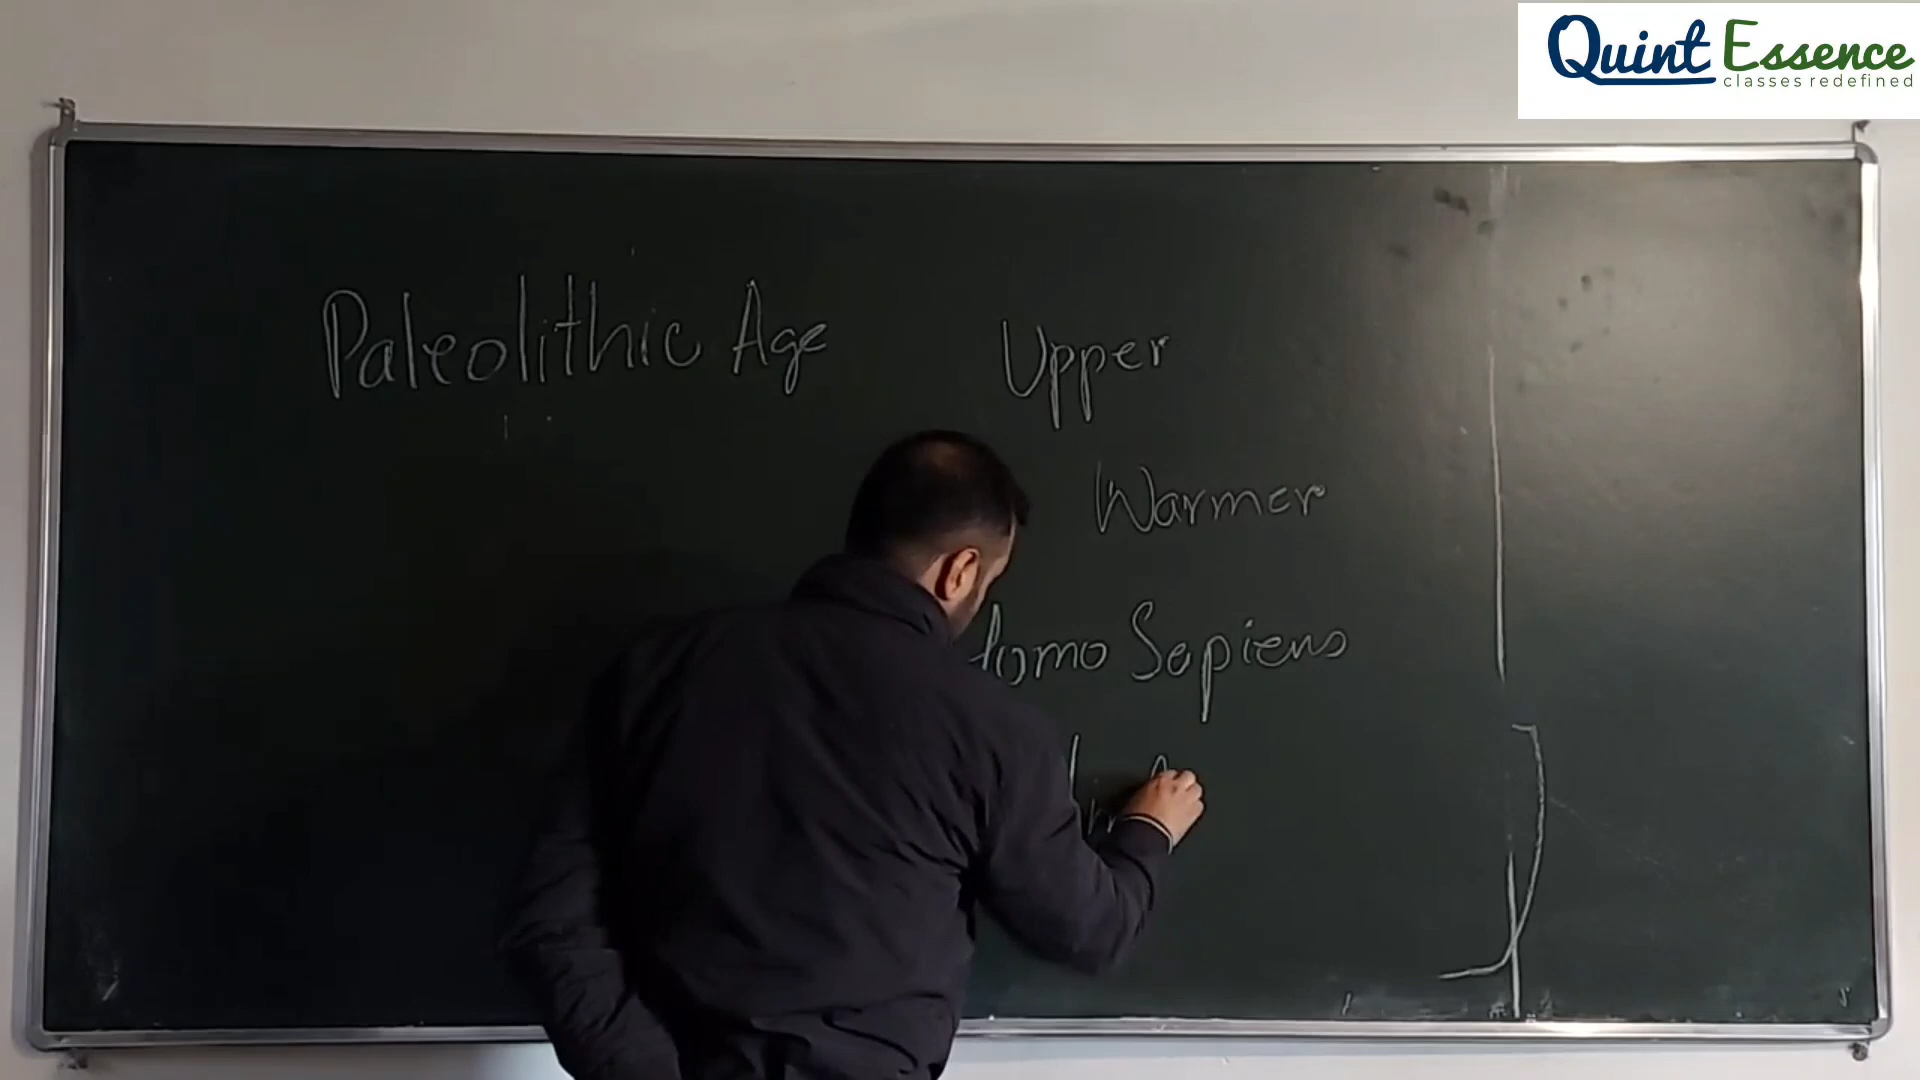 Quint Essence
classes redefined
Paleolithic Age
Upper
Warmer
Homo Sapiens